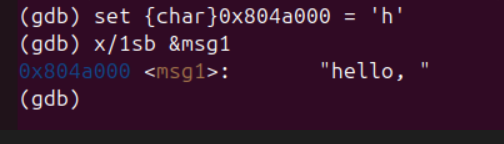 (gdb) set {char}0x804a000 = 'h'
(gdb) x/1sb &msg1
0x804a000 <msg1>:       "hello, "
(gdb)